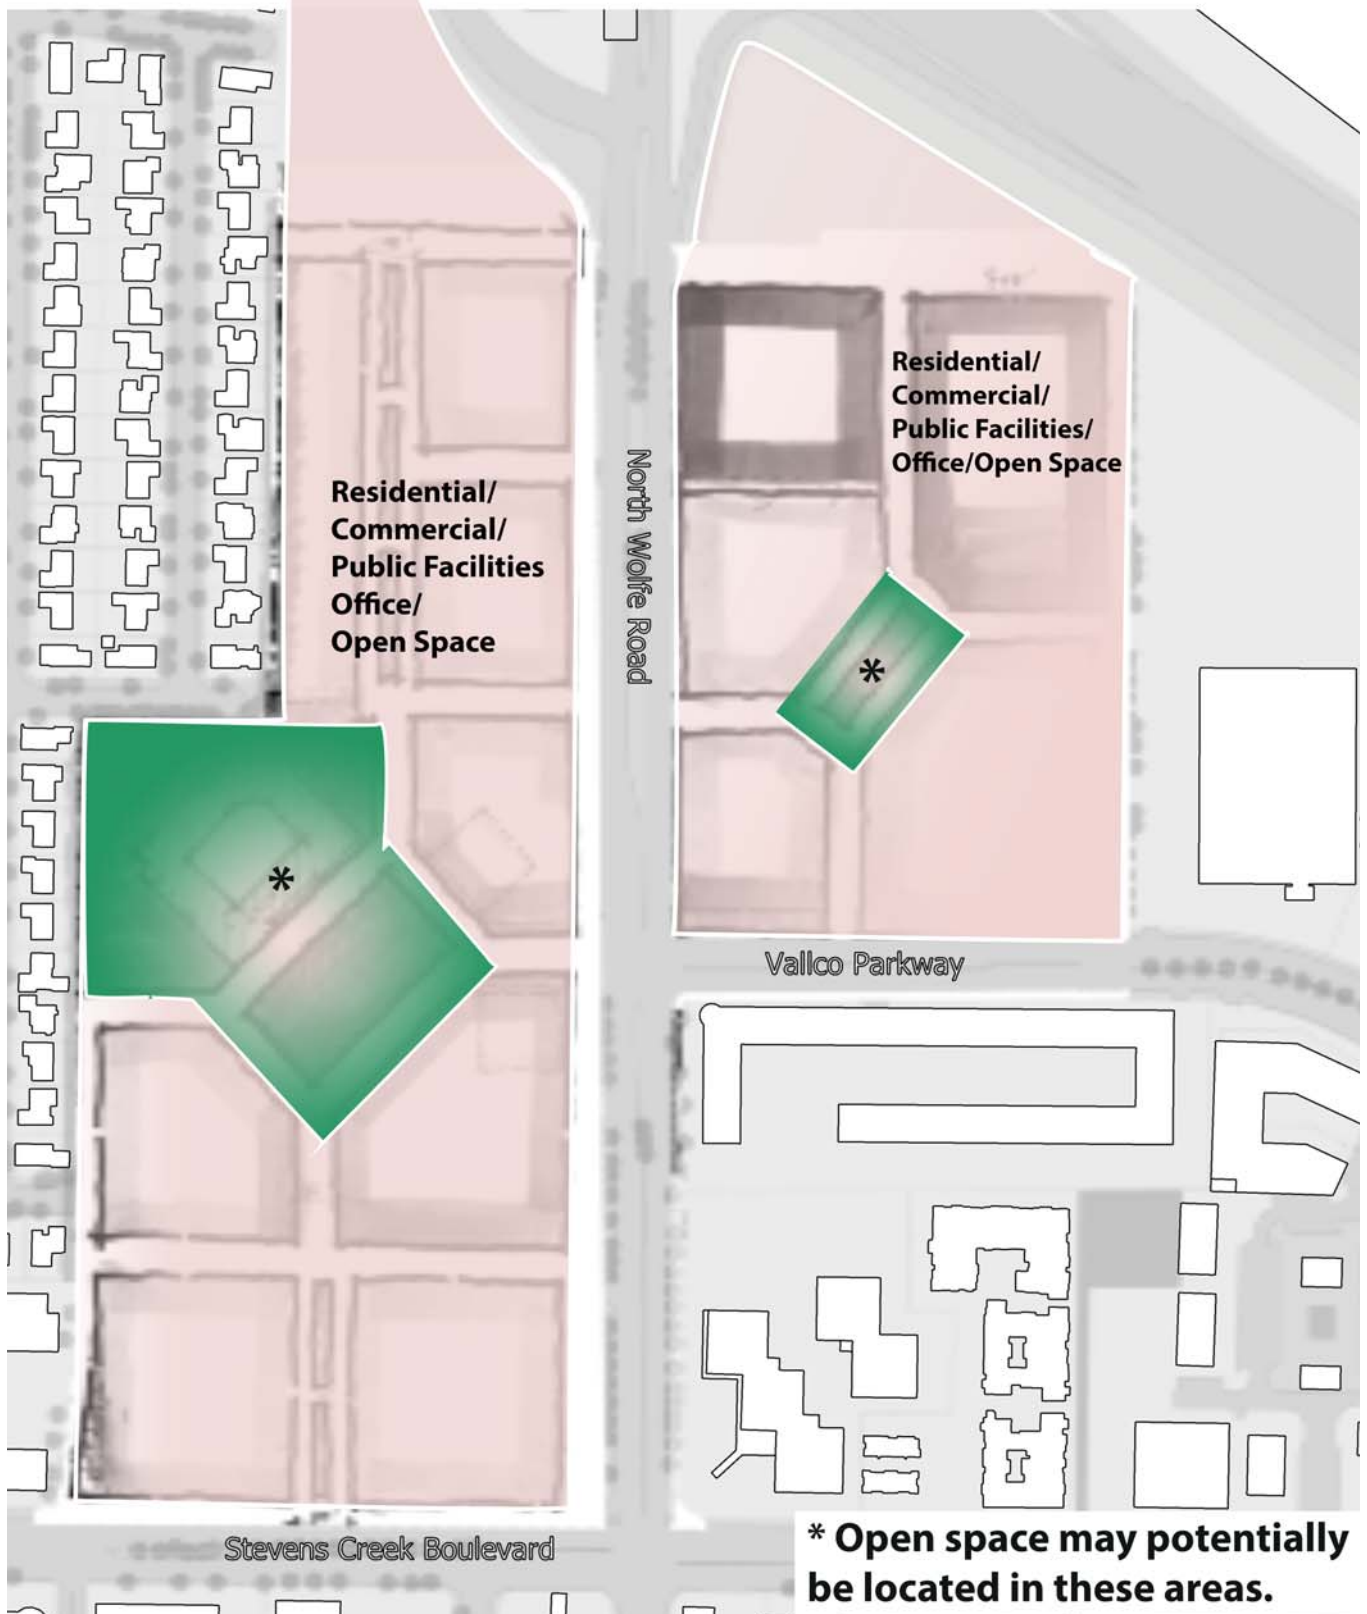 Residential/
Commercial/
Public Facilities/
Office/Open Space
Residential/
Commercial/
Public Facilities
Office/
Open Space
North Wolfe Road
*
*
Vallco Parkway
Stevens Creek Boulevard
* Open space may potentially
be located in these areas.